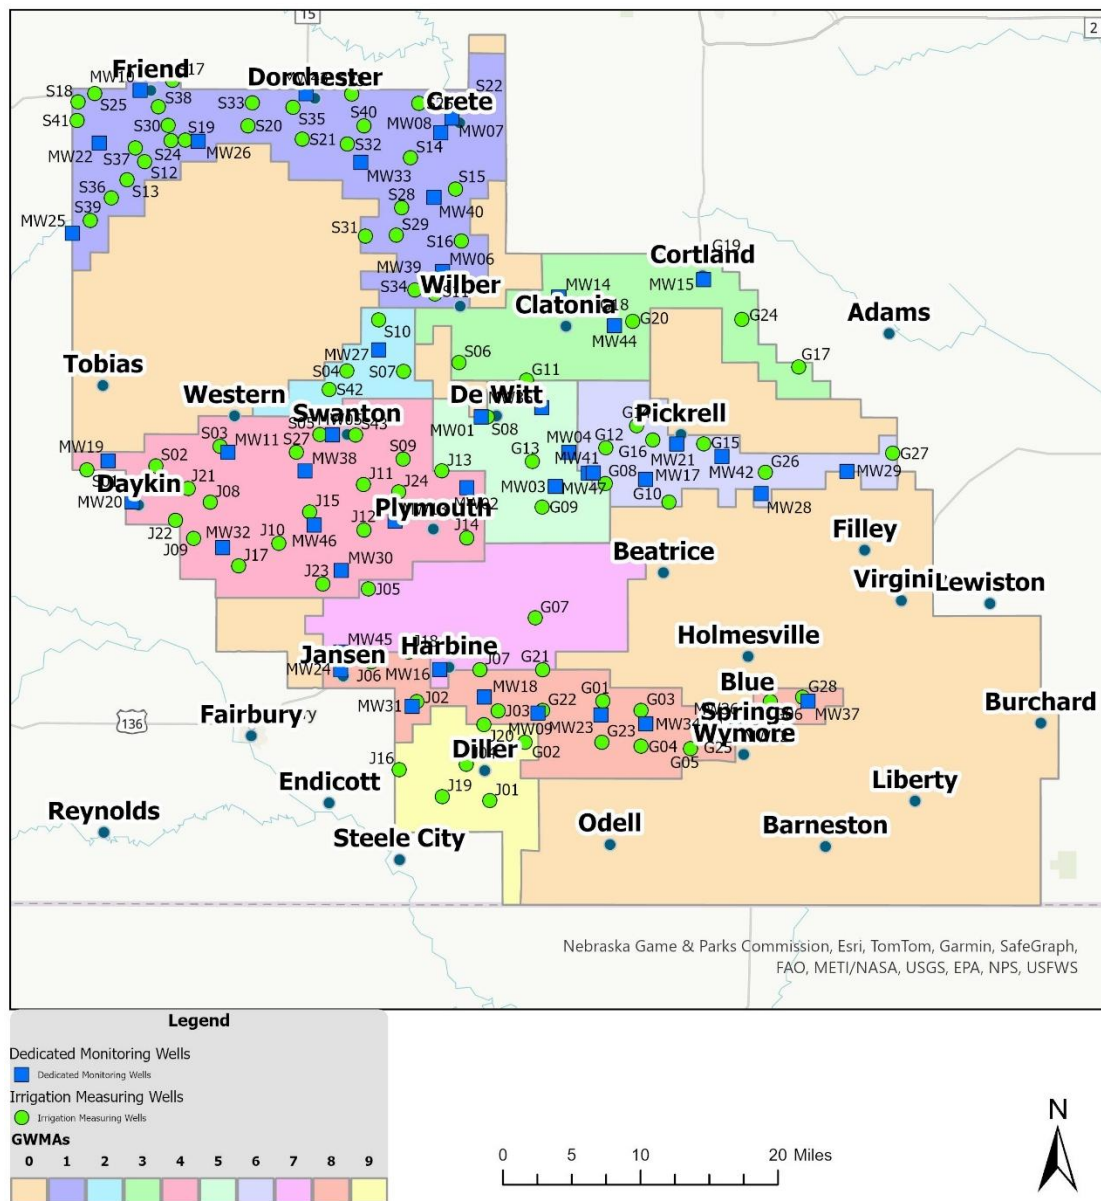 15
2
Friend
MW10
S18
S25
S38
S41
S30
S19
MW22
S37
S24
MW26
S12
S36
S13
S39
MW25
Dorchester
S33
S20
S35
S40
S21
S32
MW33
S14
S22
Crete
MW08
MW07
S15
S28
MW40
S31
S29
S16
MW39
MW06
S34
S11
Wilber
G19
Cortland
MW14
MW15
G18
Clatonia
G20
MW44
G24
Adams
G17
S10
MW27
S04
S07
S06
S42
G11
Tobias
Western
Swanton
De Witt
MW01
S08
Pickrell
S03
MW11
S27
S43
MW19
S02
MW38
S09
J13
G13
MW04
G12
G16
G15
MW41
MW21
MW42
G26
MW29
G27
MW20
Daykin
J21
J08
J11
J24
MW03
MW47
G08
MW17
G10
MW28
G09
J15
J22
J09
MW32
J10
MW46
J12
Plymouth
J14
J17
MW30
J23
J05
Filley
Beatrice
Virgini
Lewiston
G07
Holmesville
MW45
J18
Jansen
Harbine
MW24
J06
MW16
J07
G21
MW31
J02
MW18
J03
G22
G01
G03
Blue
Springs
G28
MW37
Burchard
136
Fairbury
MW09
MW23
MW34
Wymore
J20
G02
G23
G04
G25
G05
Diller
J16
J19
J01
Endicott
Liberty
Reynolds
Odell
Barneston
Steele City
Nebraska Game & Parks Commission, Esri, TomTom, Garmin, SafeGraph,
FAO, METI/NASA, USGS, EPA, NPS, USFWS
Legend
Dedicated Monitoring Wells
Dedicated Monitoring Wells
Irrigation Measuring Wells
Irrigation Measuring Wells
GWMAs
0 1 2 3 4 5 6 7 8 9
0 5 10 20 Miles
N